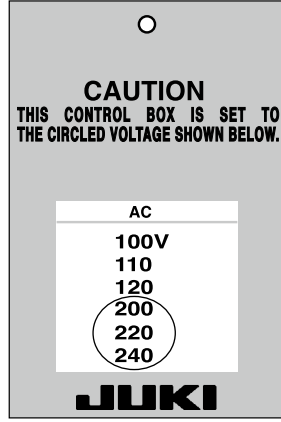 CAUTION
THIS CONTROL BOX IS SET TO
THE CIRCLED VOLTAGE SHOWN BELOW.
AC
100V
110
120
200
220
240
JUKI